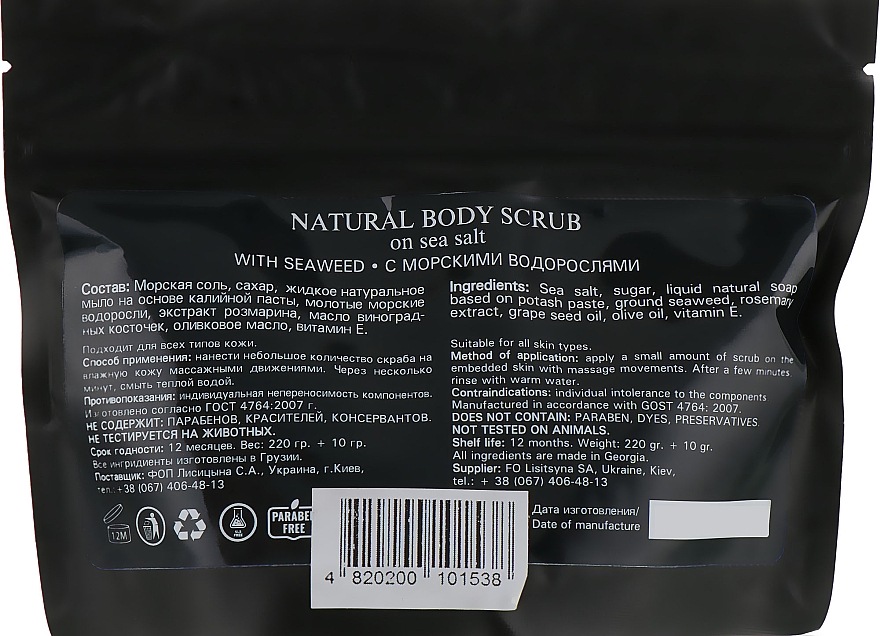 NATURAL BODY SCRUB
on sea salt
WITH SEAWEED • С МОРСКИМИ ВОДОРОСЛЯМИ
Состав: Морская соль, сахар, жидкое натуральное
мыло на основе калийной пасты, молотые морские
водоросли, экстракт розмарина, масло виноград-
ных косточек, оливковое масло, витамин Е.
Подходит для всех типов кожи.
Способ применения: нанести небольшое количество скраба на
влажную кожу массажными движениями. Через несколько
минут, смыть теплой водой.
Противопоказания: индивидуальная непереносимость компонентов.
Изготовлено согласно ГОСТ 4764:2007 г.
НЕ СОДЕРЖИТ: ПАРАБЕНОВ, КРАСИТЕЛЕЙ, КОНСЕРВАНТОВ.
НЕ ТЕСТИРУЕТСЯ НА ЖИВОТНЫХ.
Срок годности: 12 месяцев. Вес: 220 гр. + 10 гр.
Все ингридиенты изготовлены в Грузии.
Поставщик: ФОП Лисицына С.А., Украина, г.Киев,
тел.:+38 (067) 406-48-13
Ingredients: Sea salt, sugar, liquid natural soap
based on potash paste, ground seaweed, rosemary
extract, grape seed oil, olive oil, vitamin E.
Suitable for all skin types.
Method of application: apply a small amount of scrub on the
embedded skin with massage movements. After a few minutes,
rinse with warm water.
Contraindications: individual intolerance to the components
Manufactured in accordance with GOST 4764: 2007.
DOES NOT CONTAIN: PARABEN, DYES, PRESERVATIVES.
NOT TESTED ON ANIMALS.
Shelf life: 12 months. Weight: 220 gr. + 10 gr.
All ingredients are made in Georgia.
Supplier: FO Lisitsyna SA, Ukraine, Kiev,
tel.: + 38 (067) 406-48-13
12M
SLS
FREE
PARABEN
FREE
4 820200 101538
Дата изготовления/
Date of manufacture